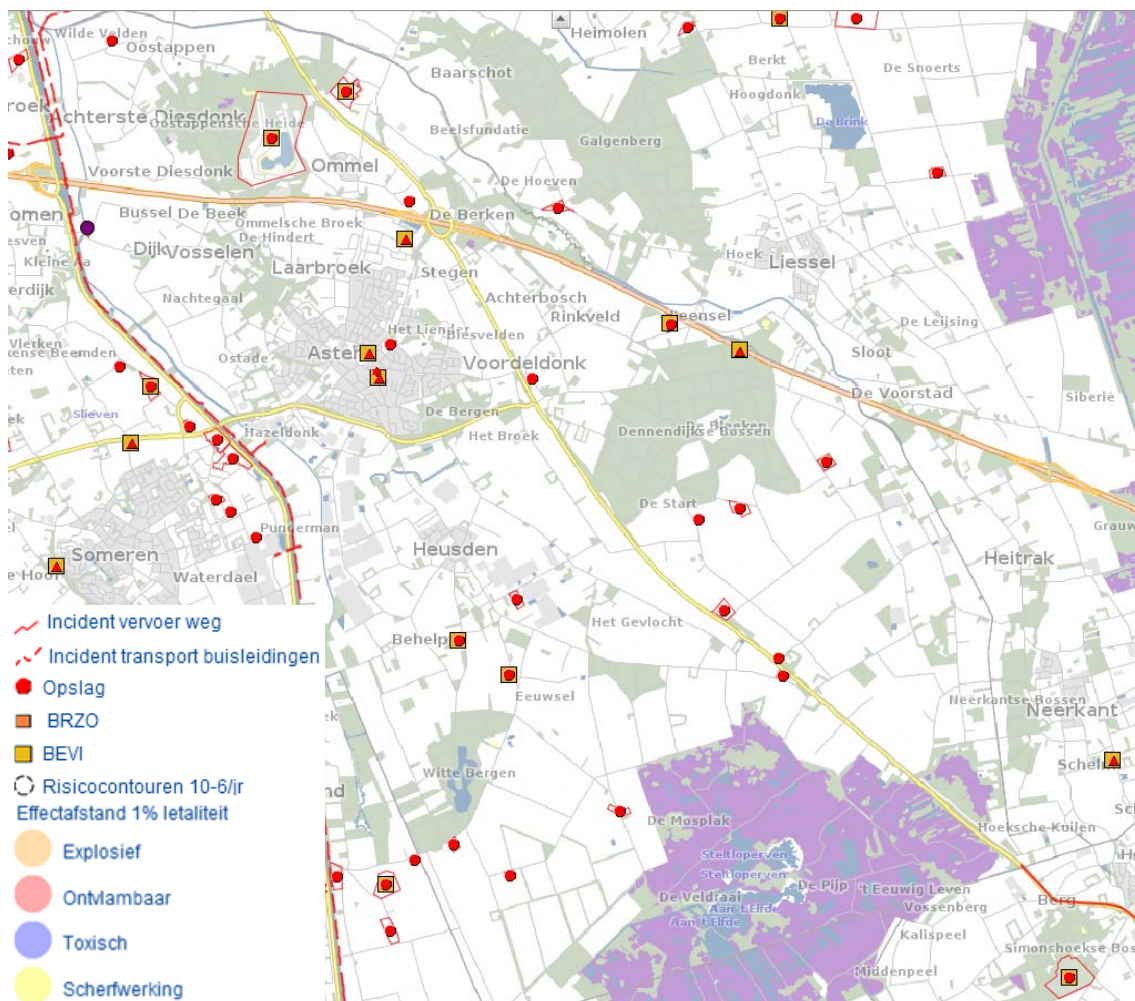 Heimolen
Wilde Velden
Oostappen
Berkt
De Snoerts
Baarschot
Hoogdonk
Achterste Diesdonk
Oostappensche Heide
De Brink
Beelsfundatie
Galgenberg
Ommel
Voorste Diesdonk
De Hoeven
Bussel De Beek
Ommelsche Broek
De Berken
De Hindert
Dijk
Vosselen
Hoek
Liessel
Kleine Aa
Laarbroek
Stegen
Nachtegaal
Achterbosch
Rinkveld
De Leijsing
Het Liender
Biesvelden
Vlerken
Ostade
Voordeldonk
Sloot
De Voorstad
Siberië
Slieven
De Bergen
Hazeldonk
Het Broek
Dennendijkse Bossen
De Bleeken
De Start
Punderman
Someren
Heusden
Heitrak
Waterdael
Het Gevlocht
Behelp
Eeuwsel
Neerkantse Bossen
Neerkant
Witte Bergen
De Mosplak
Hoeksche-Kuilen
Steltloperven
Steltloperven
De Pijp
't Eeuwig Leven
De Veldraai
Aan 't Elfde
Vossenberg
Berg
Aan 't Elfde
Kalispeel
Simonshoekse Bos
Middenpeel
Incident vervoer weg
Incident transport buisleidingen
Opslag
BRZO
BEVI
Risicocontouren 10-6/jr
Effectafstand 1% letaliteit
Explosief
Ontvlambaar
Toxisch
Scherfwerking